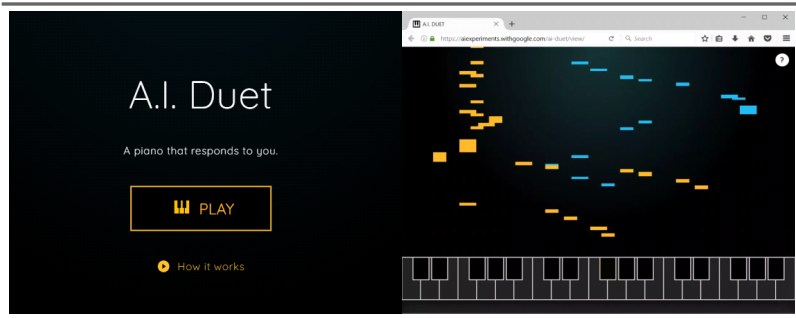 A.I. Duet
A piano that responds to you.
PLAY
How it works
A.I. DUET
https://aiexperiments.withgoogle.com/ai-duet/view/
Search
?